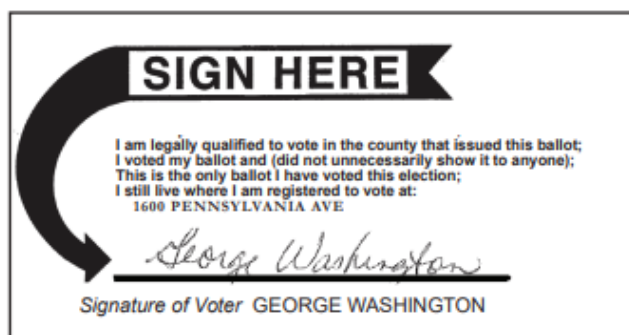 SIGN HERE
I am legally qualified to vote in the county that issued this ballot;
I voted my ballot and (did not unnecessarily show it to anyone);
This is the only ballot I have voted this election;
I still live where I am registered to vote at:
1600 PENNSYLVANIA AVE
George Washington
Signature of Voter GEORGE WASHINGTON